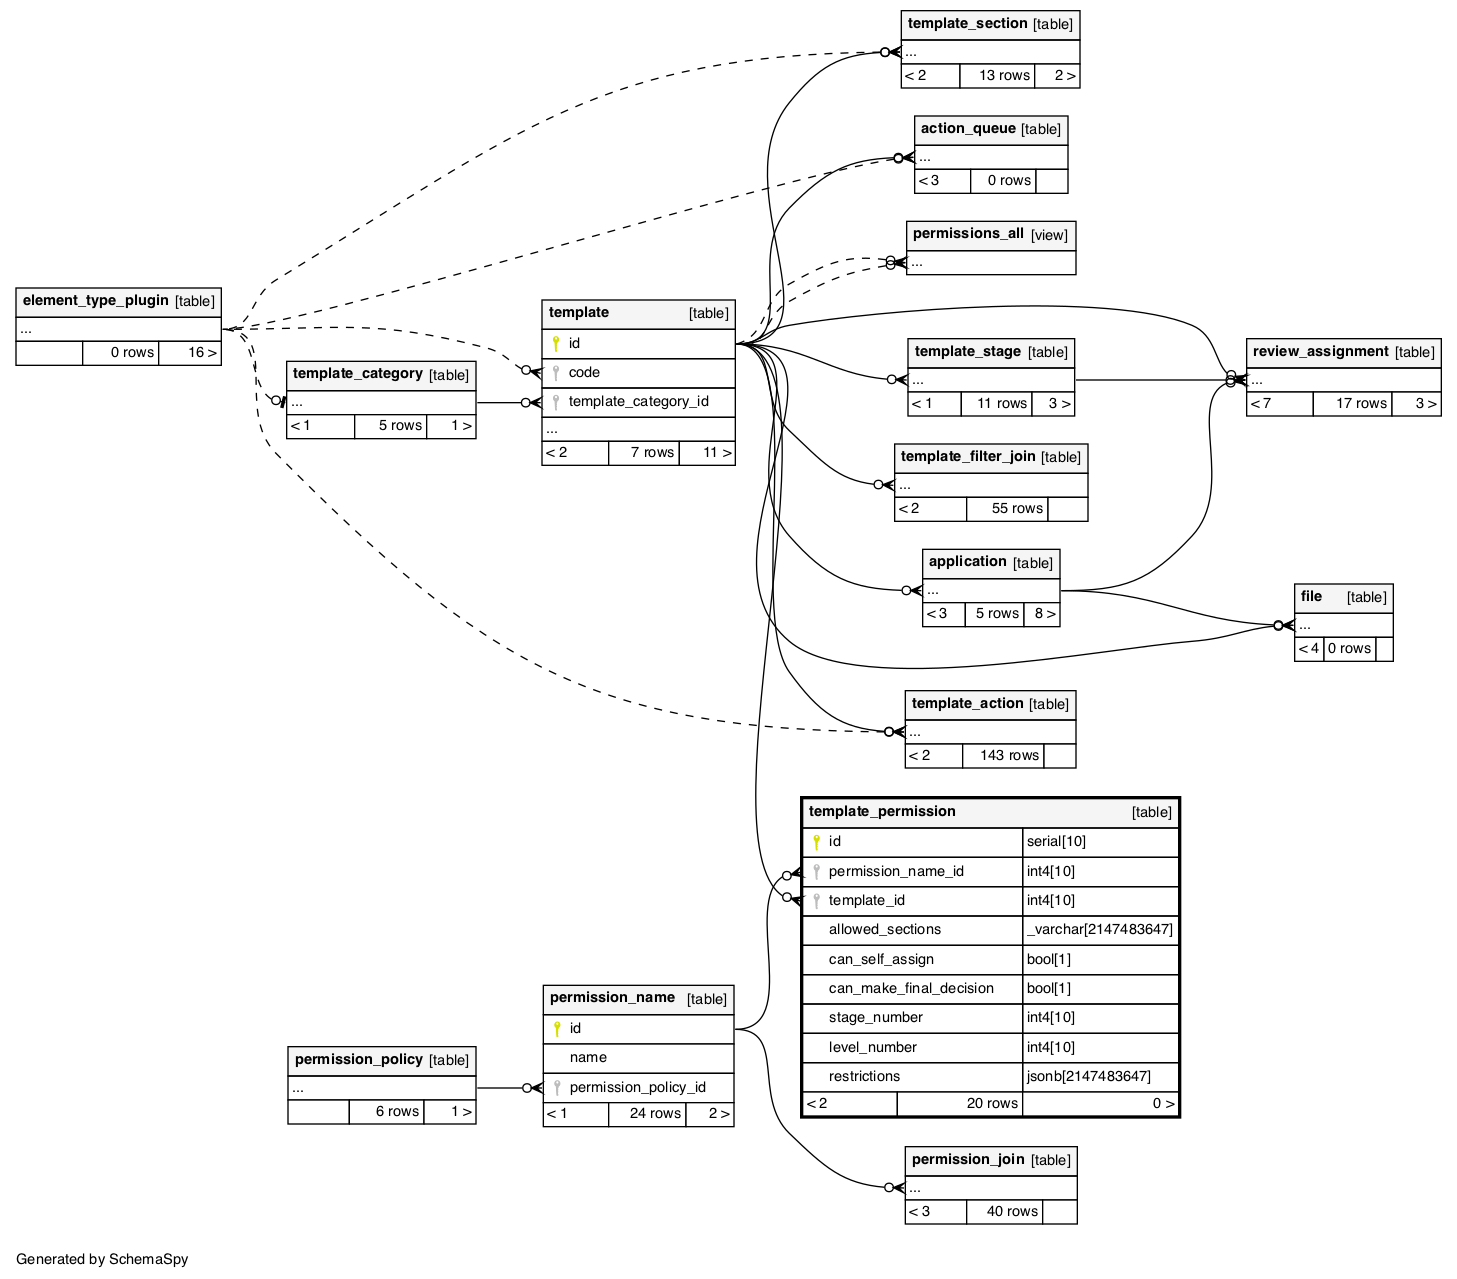 template_section [table]
...
< 2 13 rows 2 >
action_queue [table]
...
< 3 0 rows
permissions_all [view]
...
element_type_plugin [table]
...
0 rows 16 >
template_category [table]
...
< 1 5 rows 1 >
template [table]
id
code
template_category_id
...
< 2 7 rows 11 >
template_stage [table]
...
< 1 11 rows 3 >
review_assignment [table]
...
< 7 17 rows 3 >
template_filter_join [table]
...
< 2 55 rows
application [table]
...
< 3 5 rows 8 >
file [table]
...
< 4 0 rows
template_action [table]
...
< 2 143 rows
template_permission [table]
id serial[10]
permission_name_id int4[10]
template_id int4[10]
allowed_sections _varchar[2147483647]
can_self_assign bool[1]
can_make_final_decision bool[1]
stage_number int4[10]
level_number int4[10]
restrictions jsonb[2147483647]
< 2 20 rows 0 >
permission_name [table]
id
name
permission_policy_id
< 1 24 rows 2 >
permission_policy [table]
...
6 rows 1 >
permission_join [table]
...
< 3 40 rows
Generated by SchemaSpy